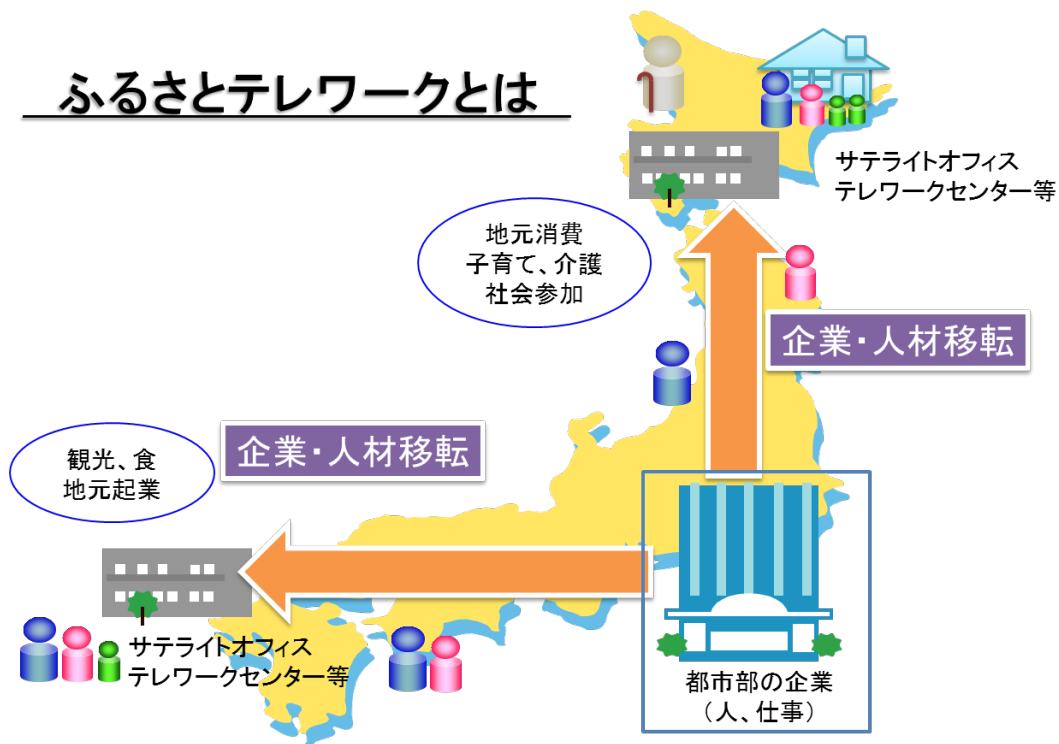 ふるさとテレワークとは
サテライトオフィス
テレワークセンター等
地元消費
子育て、介護
社会参加
企業・人材移転
企業・人材移転
観光、食
地元起業
サテライトオフィス
テレワークセンター等
都市部の企業
（人、仕事）